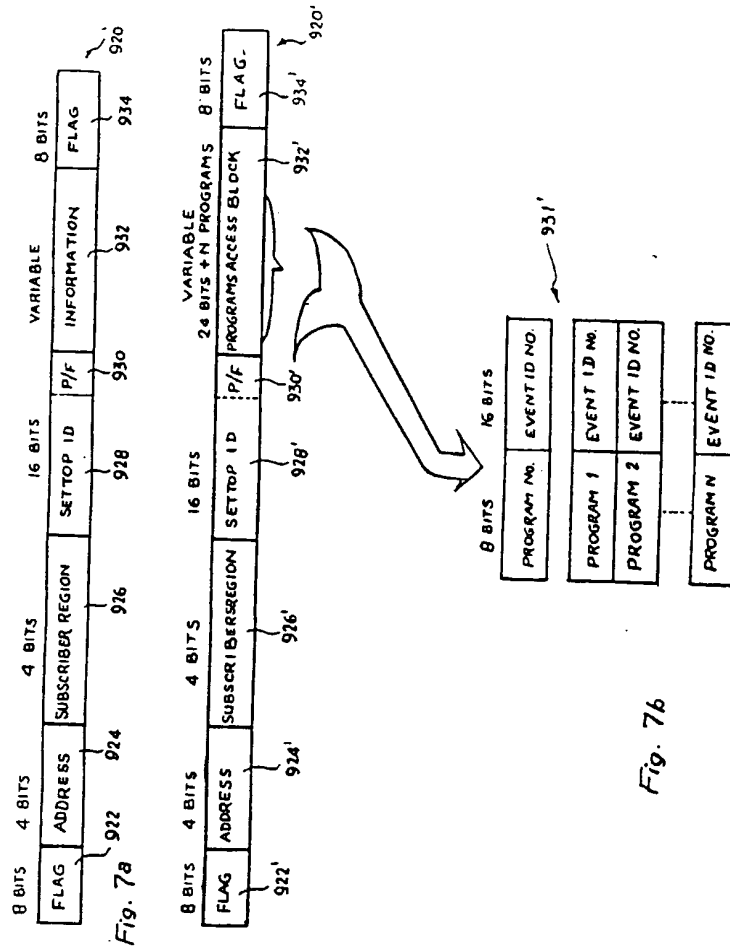 8 BITS 4 BITS 4 BITS 16 BITS VARIABLE 8 BITS
FLAG ADDRESS SUBSCRIBER REGION SETTOP ID P/F INFORMATION FLAG
922 924 926 928 930 932 934 920
Fig. 7a
8 BITS 4 BITS 4 BITS 16 BITS VARIABLE 8 BITS
24 BITS + N PROGRAMS
FLAG ADDRESS SUBSCRIBERSREGION SETTOP ID P/F PROGRAMS ACCESS BLOCK FLAG
922' 924' 926' 928' 930' 932' 934' 920'
8 BITS 16 BITS
PROGRAM No. EVENT ID NO.
931'
PROGRAM 1 EVENT ID NO.
PROGRAM 2 EVENT ID NO.
PROGRAM N EVENT ID NO.
Fig. 7b